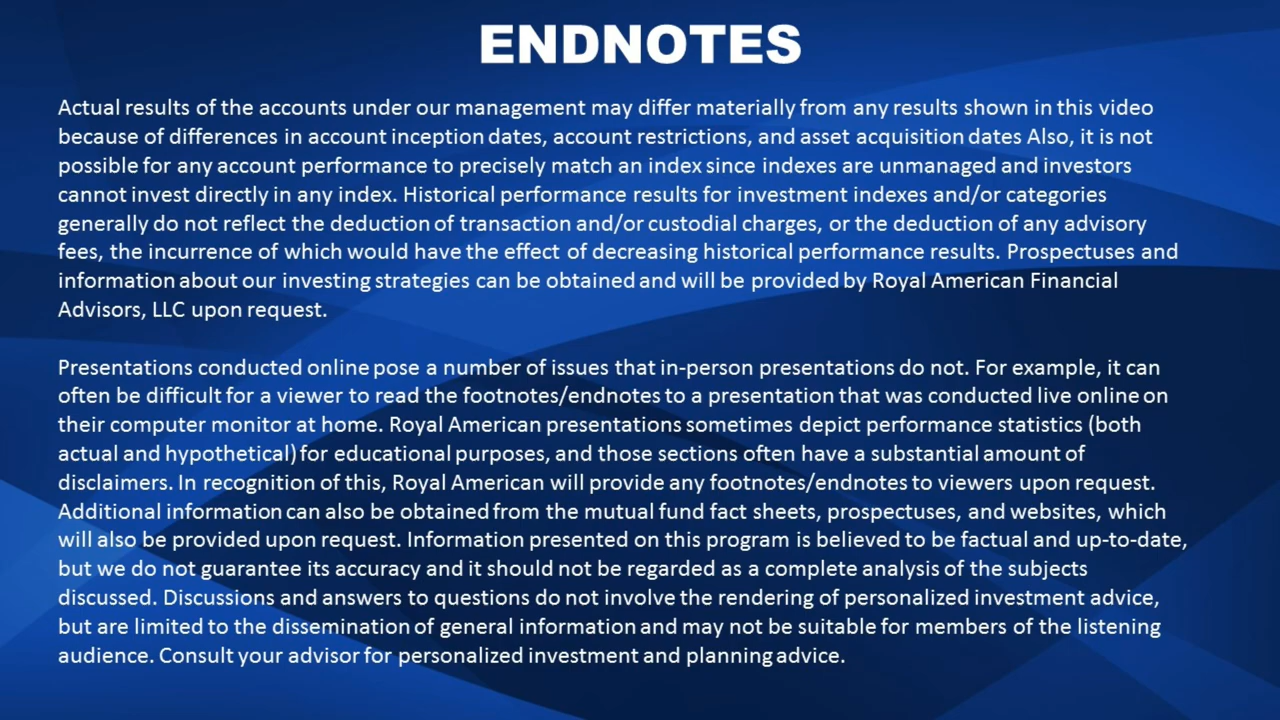 ENDNOTES
Actual results of the accounts under our management may differ materially from any results shown in this video
because of differences in account inception dates, account restrictions, and asset acquisition dates Also, it is not
possible for any account performance to precisely match an index since indexes are unmanaged and investors
cannot invest directly in any index. Historical performance results for investment indexes and/or categories
generally do not reflect the deduction of transaction and/or custodial charges, or the deduction of any advisory
fees, the incurrence of which would have the effect of decreasing historical performance results. Prospectuses and
information about our investing strategies can be obtained and will be provided by Royal American Financial
Advisors, LLC upon request.
Presentations conducted online pose a number of issues that in-person presentations do not. For example, it can
often be difficult for a viewer to read the footnotes/endnotes to a presentation that was conducted live online on
their computer monitor at home. Royal American presentations sometimes depict performance statistics (both
actual and hypothetical) for educational purposes, and those sections often have a substantial amount of
disclaimers. In recognition of this, Royal American will provide any footnotes/endnotes to viewers upon request.
Additional information can also be obtained from the mutual fund fact sheets, prospectuses, and websites, which
will also be provided upon request. Information presented on this program is believed to be factual and up-to-date,
but we do not guarantee its accuracy and it should not be regarded as a complete analysis of the subjects
discussed. Discussions and answers to questions do not involve the rendering of personalized investment advice,
but are limited to the dissemination of general information and may not be suitable for members of the listening
audience. Consult your advisor for personalized investment and planning advice.